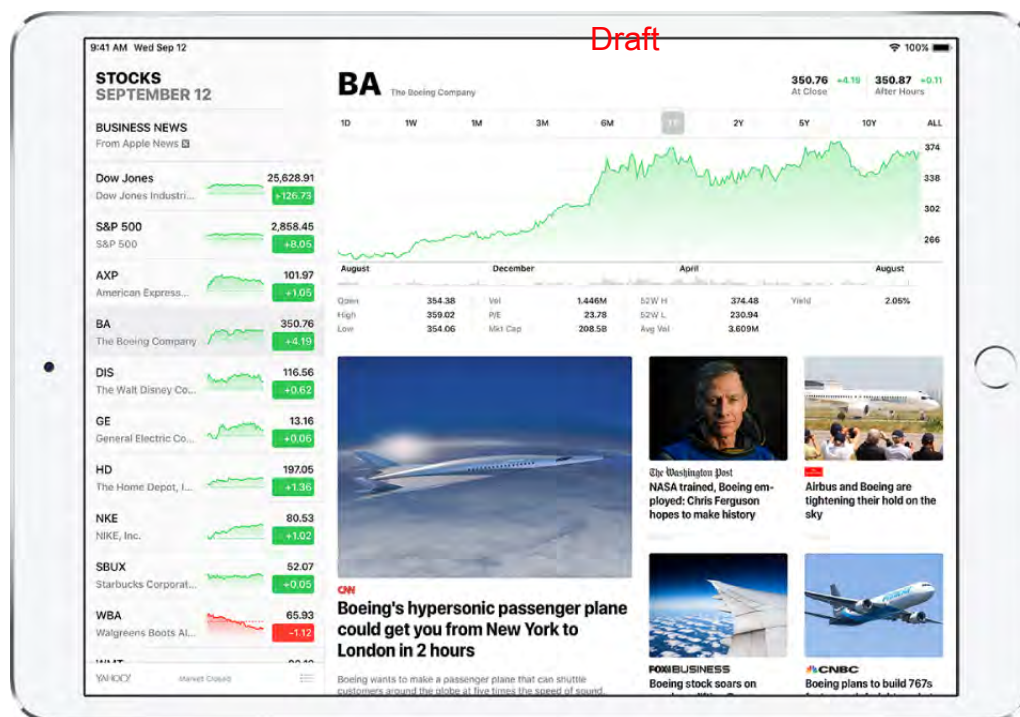 Draft
9:41 AM Wed Sep 12
100%
STOCKS
SEPTEMBER 12
BUSINESS NEWS
From Apple News
Dow Jones 25,628.91
Dow Jones Industri... +126.73
S&P 500 2,858.45
S&P 500 +8.05
AXP 101.97
American Express... +1.05
BA 350.76
The Boeing Company +4.19
DIS 116.56
The Walt Disney Co... +0.62
GE 13.16
General Electric Co... +0.06
HD 197.05
The Home Depot, I... +1.36
NKE 80.53
NIKE, Inc. +1.02
SBUX 52.07
Starbucks Corporat... +0.05
WBA 65.93
Walgreens Boots Al... -1.12
YAHOO! Market Closed
BA The Boeing Company
350.76 +4.19 350.87 +0.11
At Close After Hours
1D 1W 1M 3M 6M 2Y 5Y 10Y ALL
374
338
302
266
August December April August
Open 354.38 Vol 1.446M 52W H 374.48 Yield 2.05%
High 359.02 P/E 23.78 52W L 230.94
Low 354.06 Mkt Cap 208.5B Avg Vol 3.609M
CNN
Boeing's hypersonic passenger plane
could get you from New York to
London in 2 hours
Boeing wants to make a passenger plane that can shuttle
customers around the globe at five times the speed of sound.
The Washington Post
NASA trained, Boeing em-
ployed: Chris Ferguson
hopes to make history
Airbus and Boeing are
tightening their hold on the
sky
FOX BUSINESS
Boeing stock soars on
CNBC
Boeing plans to build 767s